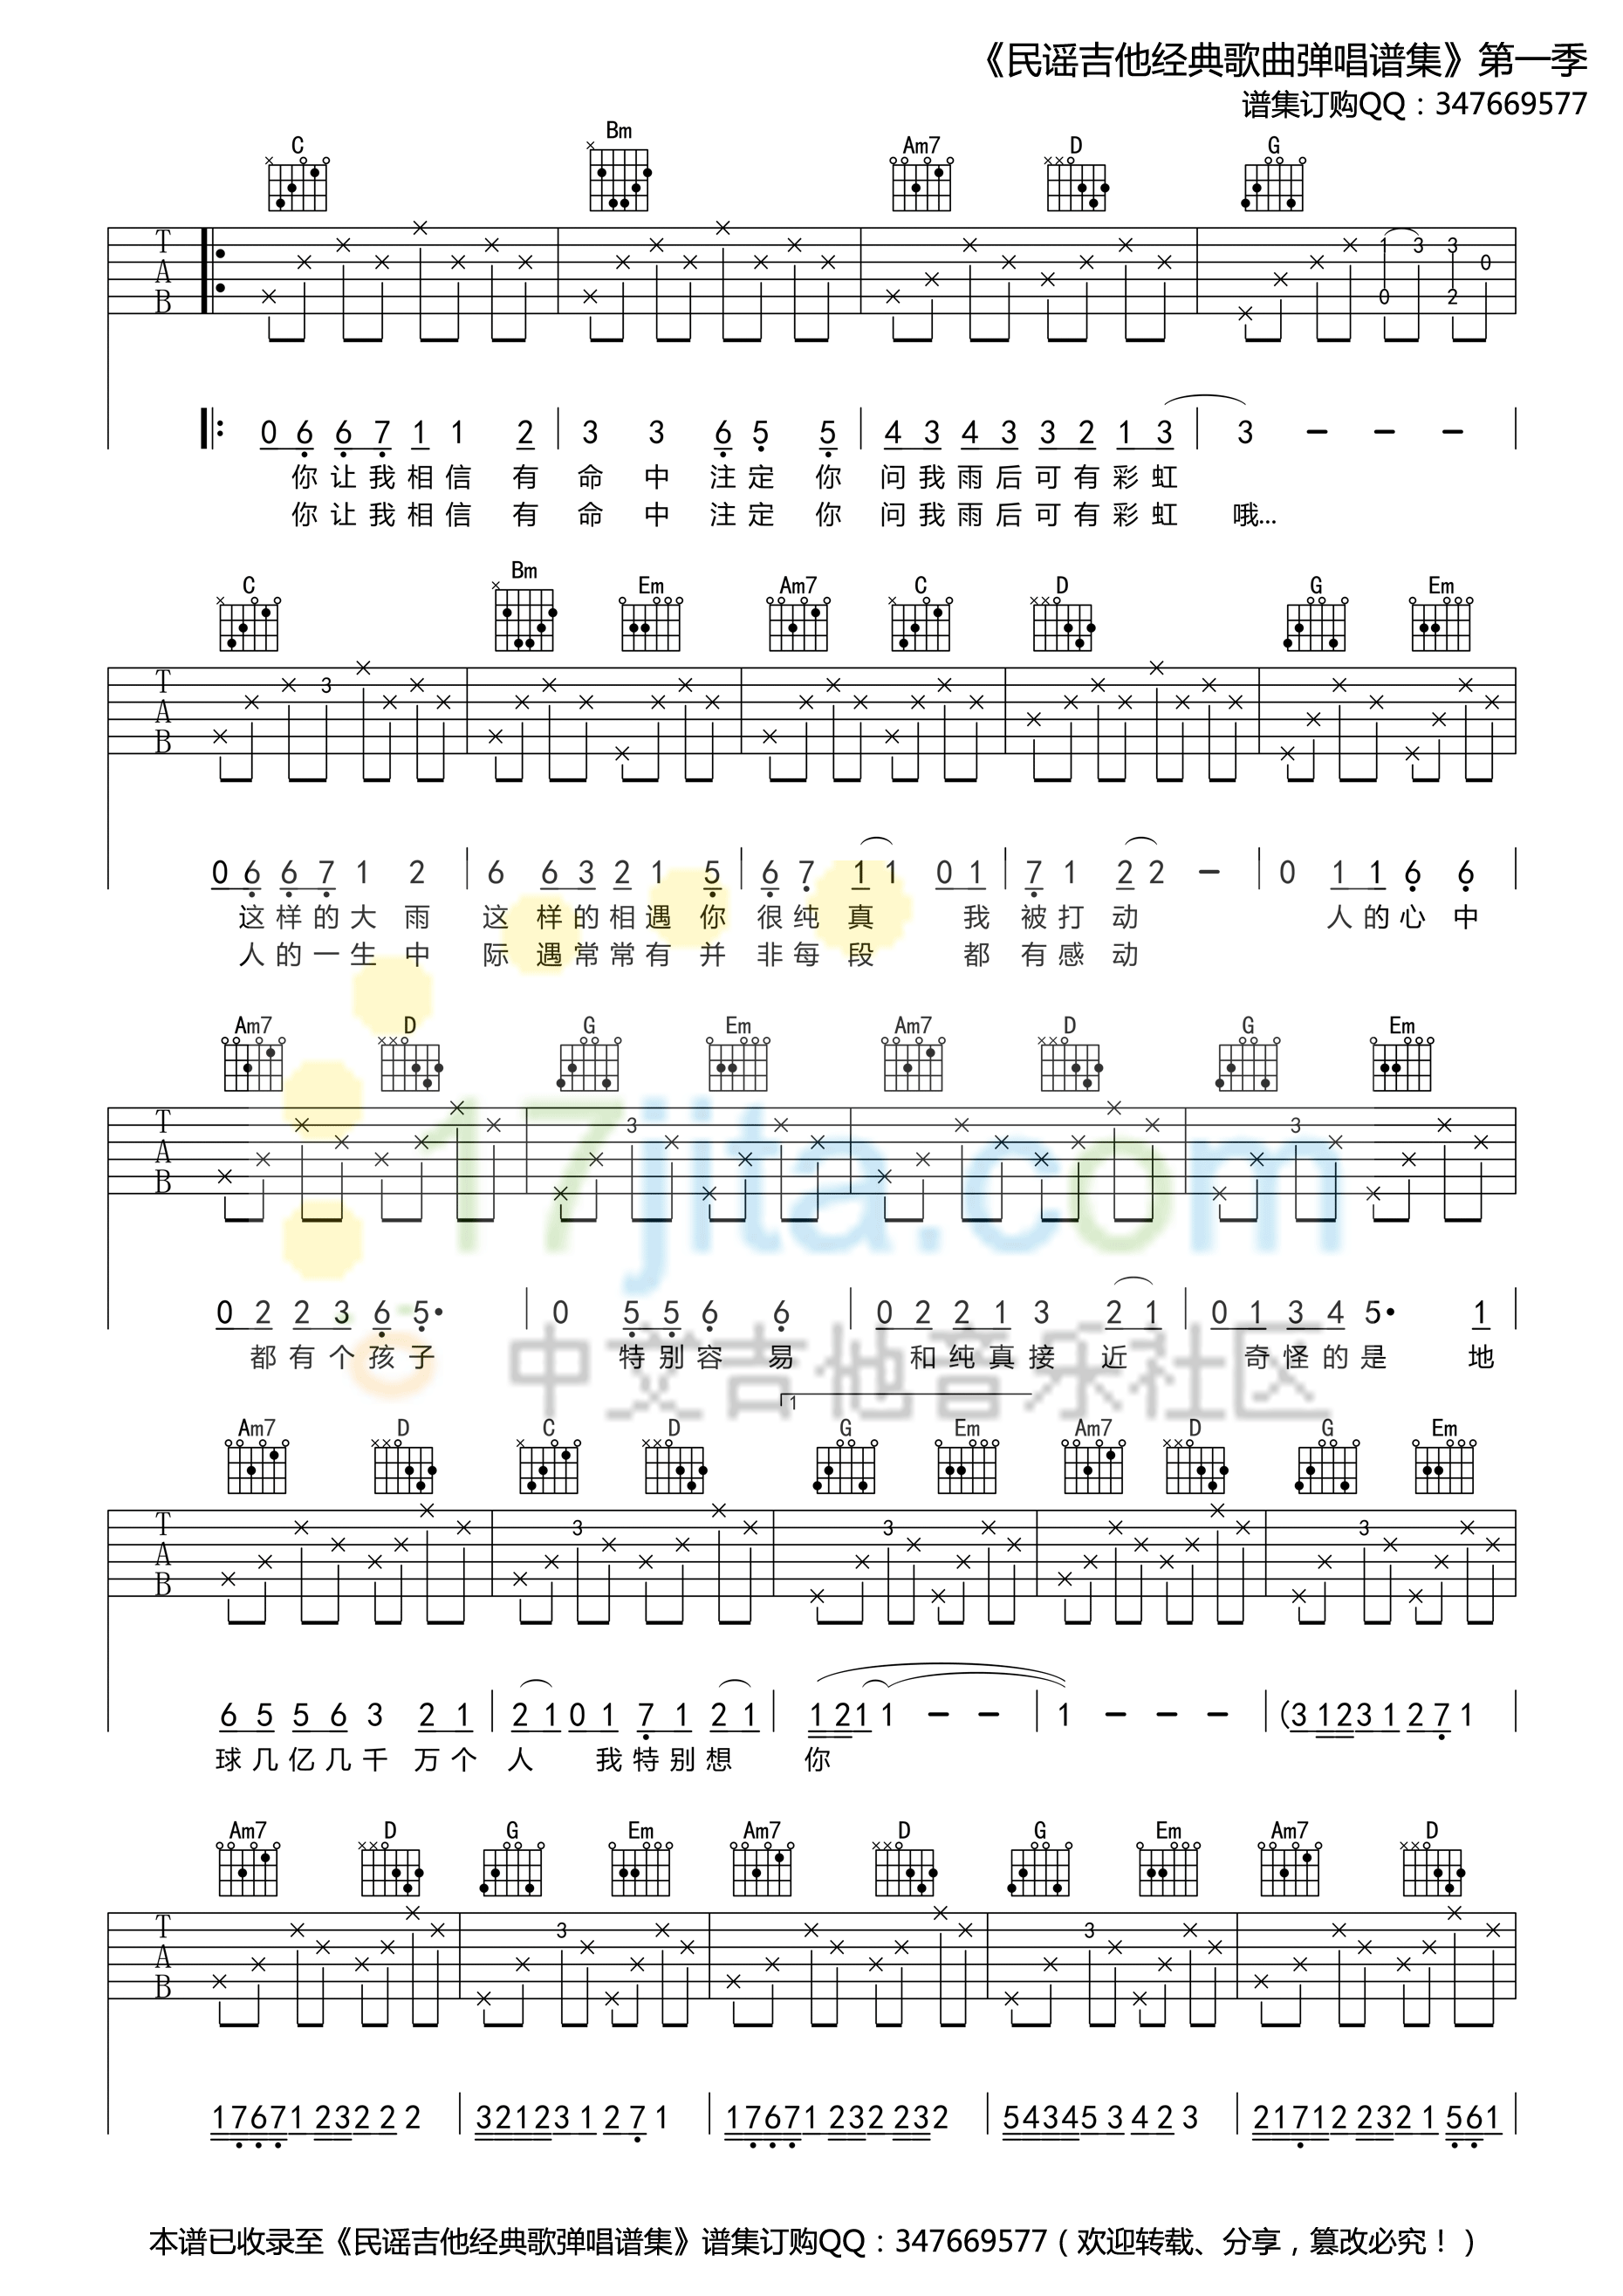 《民谣吉他经典歌曲弹唱谱集》第一季
谱集订购QQ：347669577
C Bm Am7 D G
T
A
B
1 3 3 0
0 2
0 6 6 7 1 1 2 3 3 6 5 5 4 3 4 3 3 2 1 3 3 - - -
你让我相信 有 命 中 注定 你 问我雨后可有彩虹
你让我相信 有 命 中 注定 你 问我雨后可有彩虹 哦...
C Bm Em Am7 C D G Em
T
A
B
3
0 6 6 7 1 2 6 6 3 2 1 5 6 7 1 1 0 1 7 1 2 2 - 0 1 1 6 6
这样的大 雨 这 样的相遇 你 很纯 真 我 被打 动 人的心 中
人的一生 中 际 遇常常有 并 非每 段 都 有感 动
Am7 D G Em Am7 D G Em
T
A
B
3 3
17jita.com
0 2 2 3 6 5· 0 5 5 6 6 0 2 2 1 3 2 1 0 1 3 4 5· 1
都有个孩子 特别容 易 和纯真接 近 奇怪的是 地
中艾吉他音乐社区
1
Am7 D C D G Em Am7 D G Em
T
A
B
3 3 3
6 5 5 6 3 2 1 2 1 0 1 7 1 2 1 1 2 1 1 - - 1 - - - (3 1 2 3 1 2 7 1
球几亿几千 万个 人 我特别想 你
Am7 D G Em Am7 D G Em Am7 D
T
A
B
3 3
1 7 6 7 1 2 3 2 2 2 3 2 1 2 3 1 2 7 1 1 7 6 7 1 2 3 2 2 3 2 5 4 3 4 5 3 4 2 3 2 1 7 1 2 2 3 2 1 5 6 1
本谱已收录至《民谣吉他经典歌弹唱谱集》谱集订购QQ：347669577（欢迎转载、分享，篡改必究！）